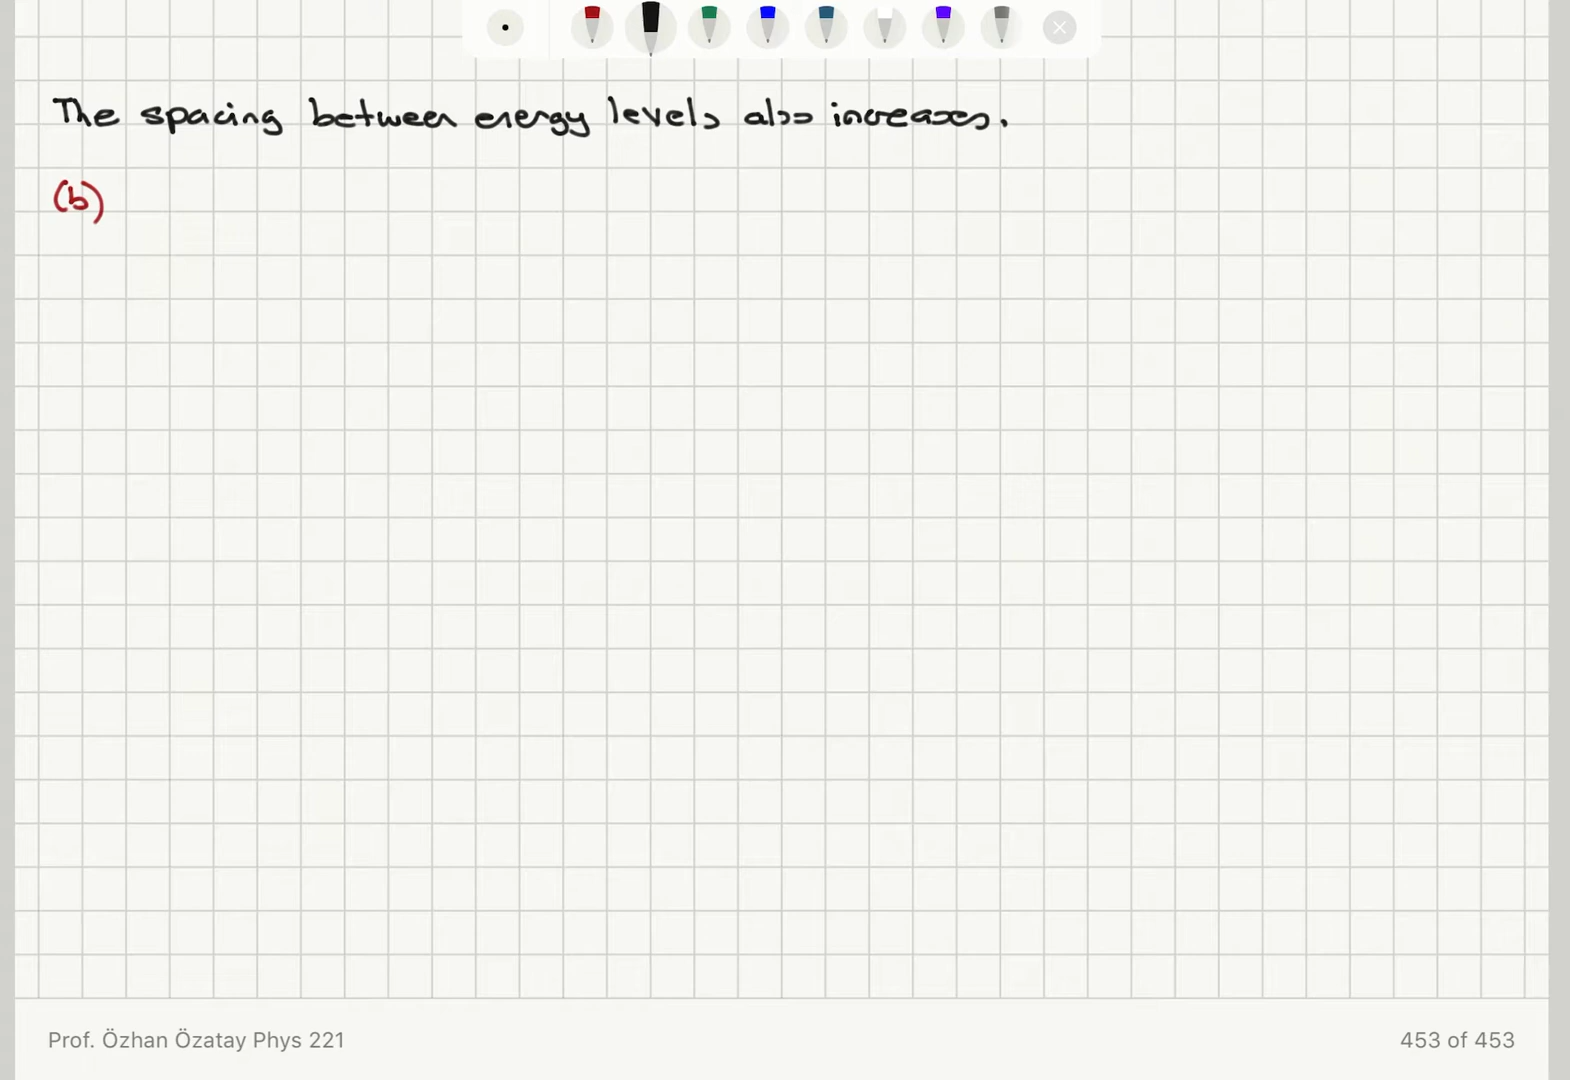 The spacing between energy levels also increases.
(b)
Prof. Özhan Özatay Phys 221
453 of 453